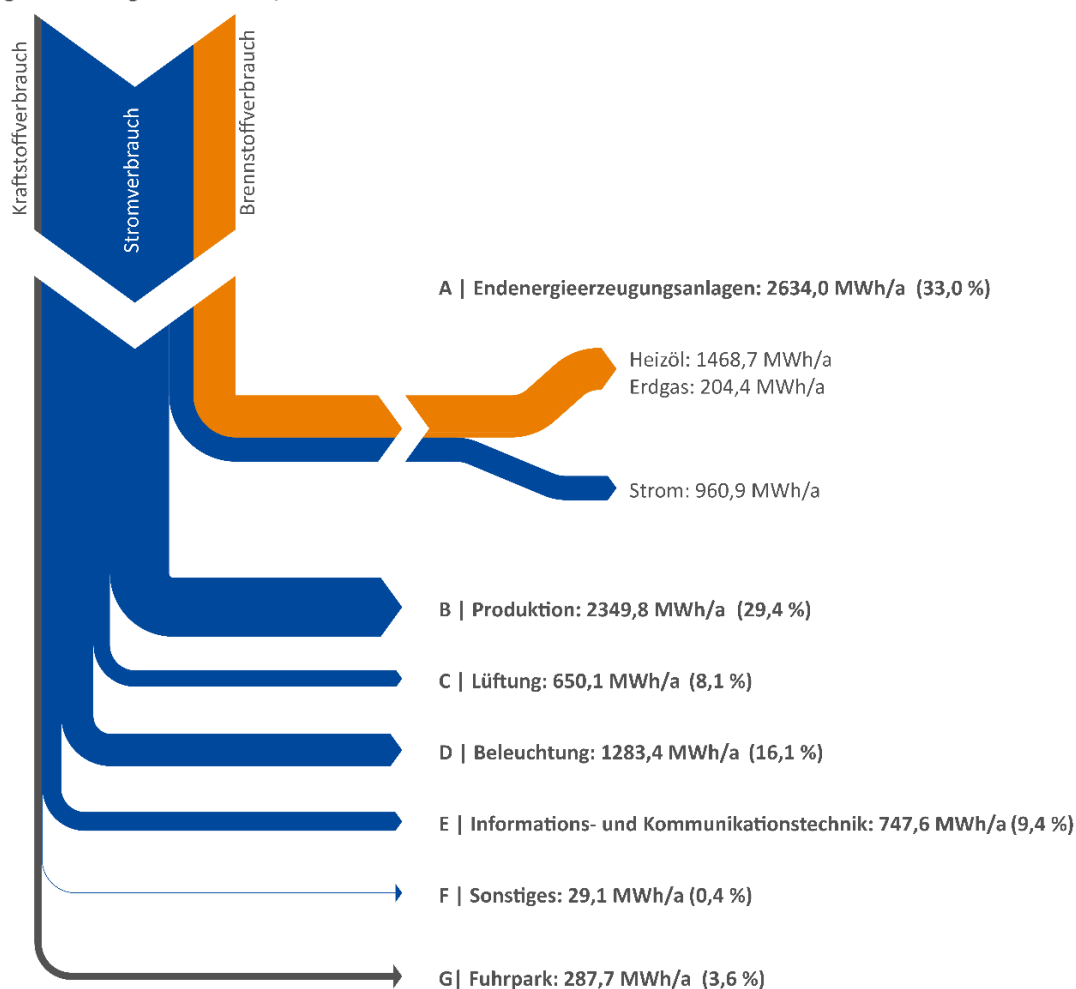 Kraftstoffverbrauch
Stromverbrauch
Brennstoffverbrauch
A | Endenergieerzeugungsanlagen: 2634,0 MWh/a (33,0 %)
Heizöl: 1468,7 MWh/a
Erdgas: 204,4 MWh/a
Strom: 960,9 MWh/a
B | Produktion: 2349,8 MWh/a (29,4 %)
C | Lüftung: 650,1 MWh/a (8,1 %)
D | Beleuchtung: 1283,4 MWh/a (16,1 %)
E | Informations- und Kommunikationstechnik: 747,6 MWh/a (9,4 %)
F | Sonstiges: 29,1 MWh/a (0,4 %)
G| Fuhrpark: 287,7 MWh/a (3,6 %)